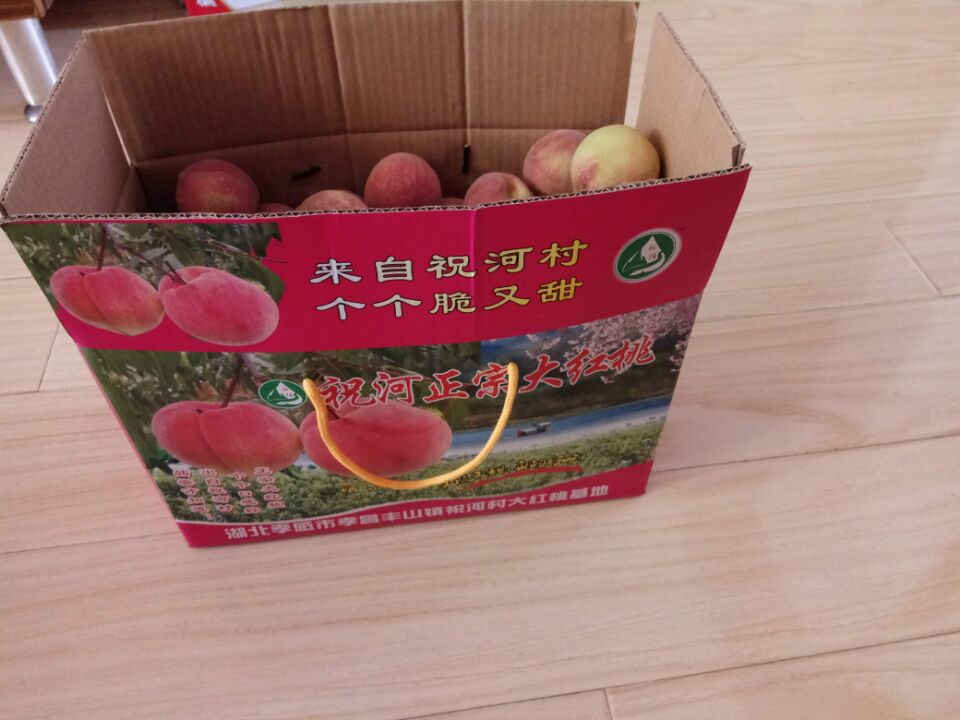 来自祝河村
个个脆又甜
祝河正宗大红桃
湖北孝感市孝昌丰山镇祝河村大红桃基地